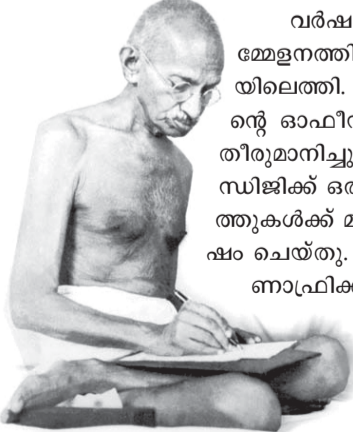 വർഷ
മ്മേളനത്തി
യിലെത്തി.
ന്റെ ഓഫീ
തീരുമാനിച്ചു
ന്ധിജിക്ക് ഒ
ത്തുകൾക്ക് മ
ഷം ചെയ്തു.
ണാഫ്രിക്ക